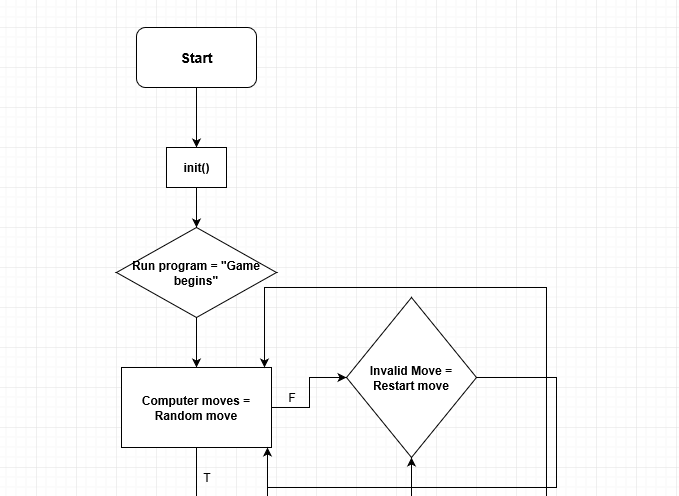 Start
init()
Run program = "Game
begins"
Invalid Move =
Restart move
Computer moves =
Random move
F
T